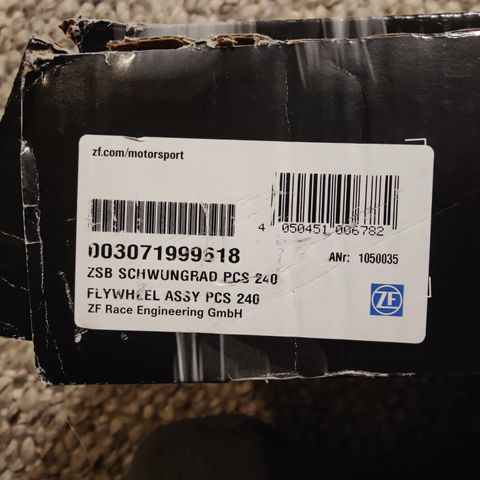 zf.com/motorsport
4 050451 006782
003071999618
ANr: 1050035
ZSB SCHWUNGRAD PCS 240
FLYWHEEL ASSY PCS 240
ZF Race Engineering GmbH
ZF